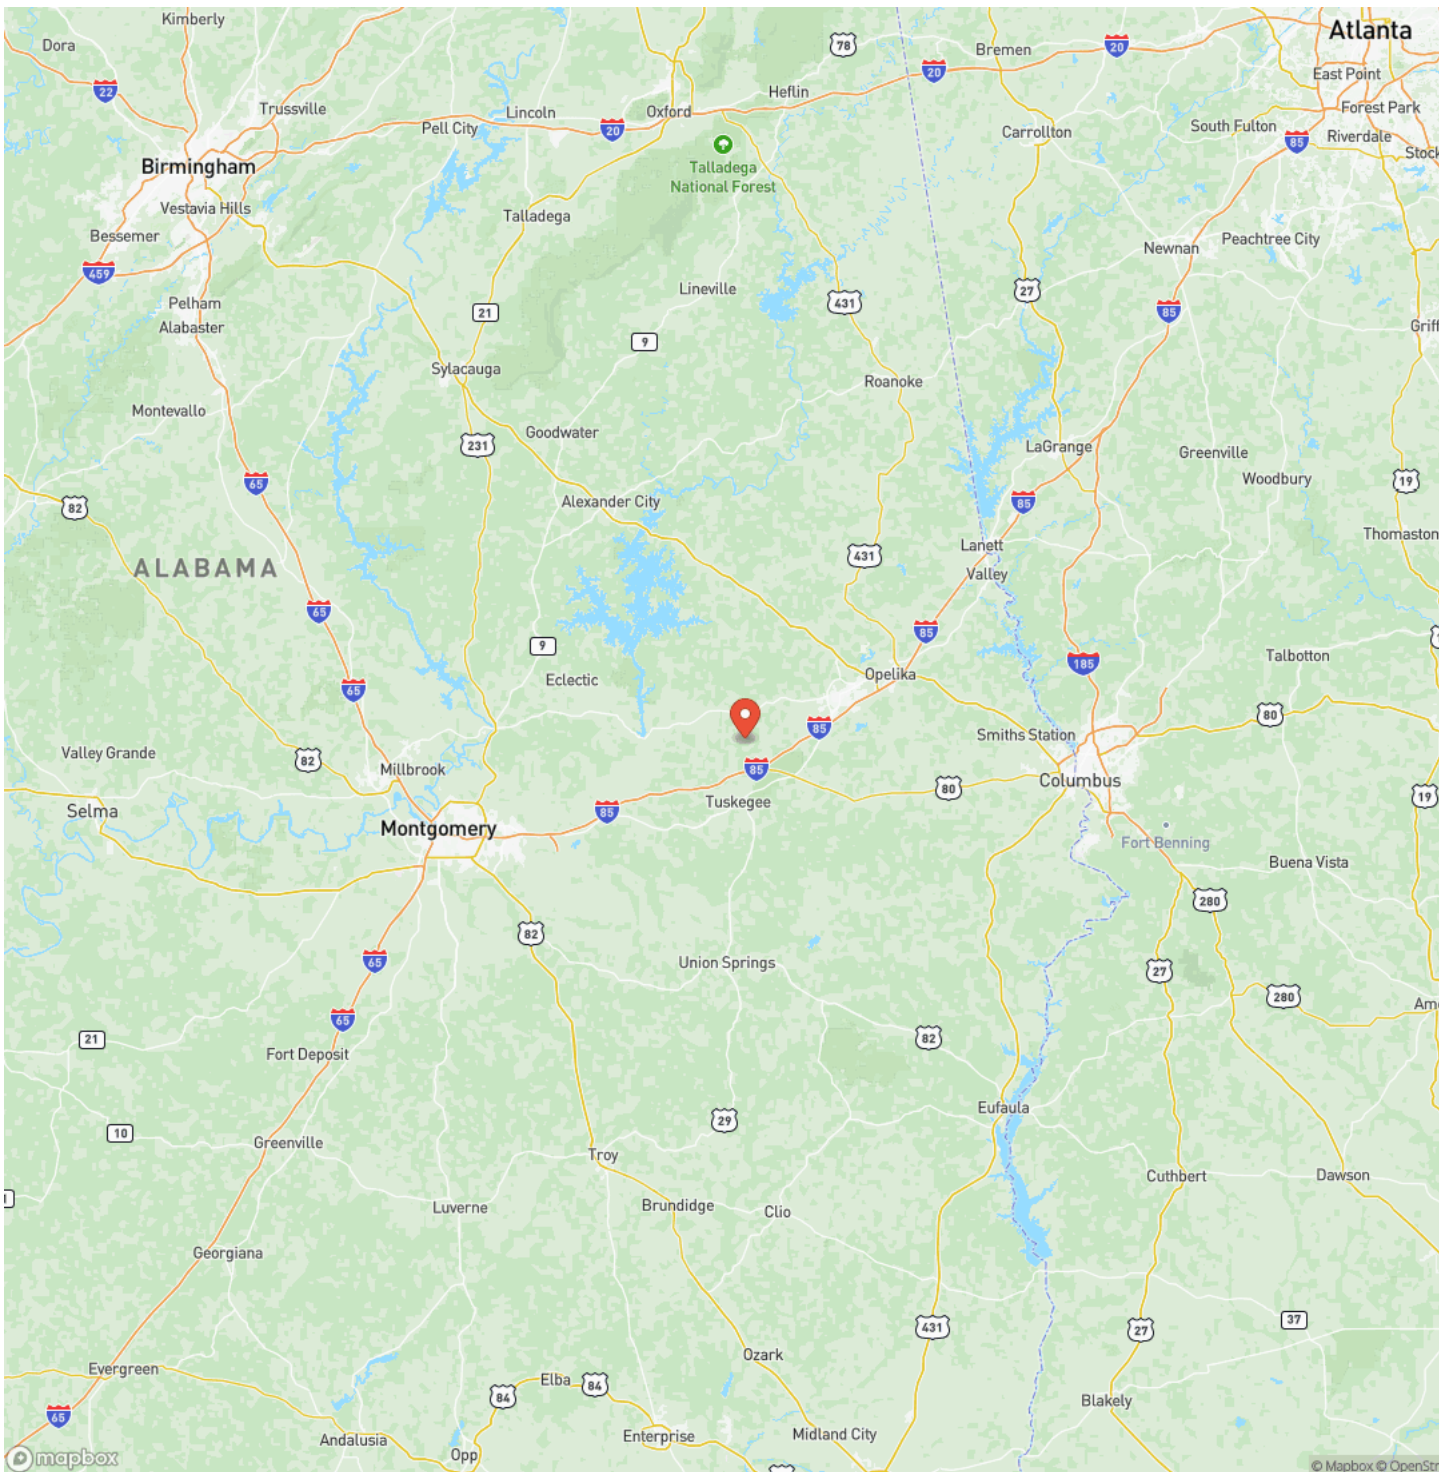 Kimberly
Atlanta
Dora
78
Bremen
20
20
East Point
22
Heflin
Trussville
Lincoln
Oxford
Forest Park
Pell City
20
Carrollton
South Fulton
Riverdale
85
Birmingham
Talladega
National Forest
Stock
Vestavia Hills
Talladega
Bessemer
Peachtree City
Newnan
459
Lineville
27
Pelham
431
21
85
Alabaster
Griff
9
Sylacauga
Roanoke
Montevallo
Goodwater
231
LaGrange
Greenville
65
Woodbury
19
82
Alexander City
85
Thomaston
Lanett
431
ALABAMA
Valley
65
85
9
Talbotton
185
Opelika
Eclectic
65
80
85
Smiths Station
Valley Grande
82
Millbrook
85
Columbus
80
19
Tuskegee
Selma
85
Montgomery
Fort Benning
Buena Vista
280
82
65
Union Springs
27
280
Am
65
21
82
Fort Deposit
Eufaula
29
10
Greenville
Troy
Cuthbert
Dawson
Brundidge
Luverne
Clio
Georgiana
37
431
27
Ozark
Evergreen
Elba
84
84
Blakely
65
Enterprise
Midland City
Andalusia
Opp
mapbox
© Mapbox © OpenStr